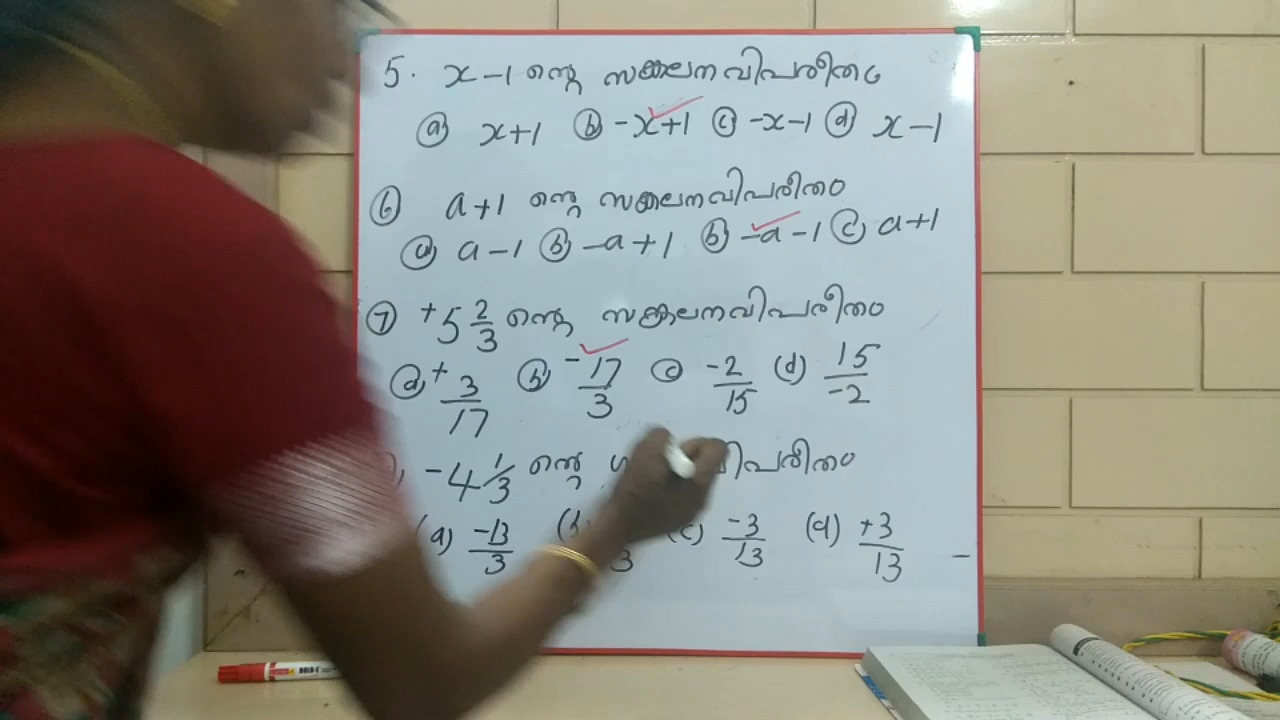 5. x-1 ന്റെ സങ്കലനവിപരീതം
(a) x+1 (b) -x+1 (c) -x-1 (d) x-1
(6) a+1 ന്റെ സങ്കലനവിപരീതം
(a) a-1 (b) -a+1 (b) -a-1 (c) a+1
(7) +5 2/3 ന്റെ സങ്കലനവിപരീതം
(a) +3/17 (b) -17/3 (c) -2/15 (d) 15/-2
-4 1/3 ന്റെ വിപരീതം
(a) -13/3 (c) -3/13 (d) +3/13